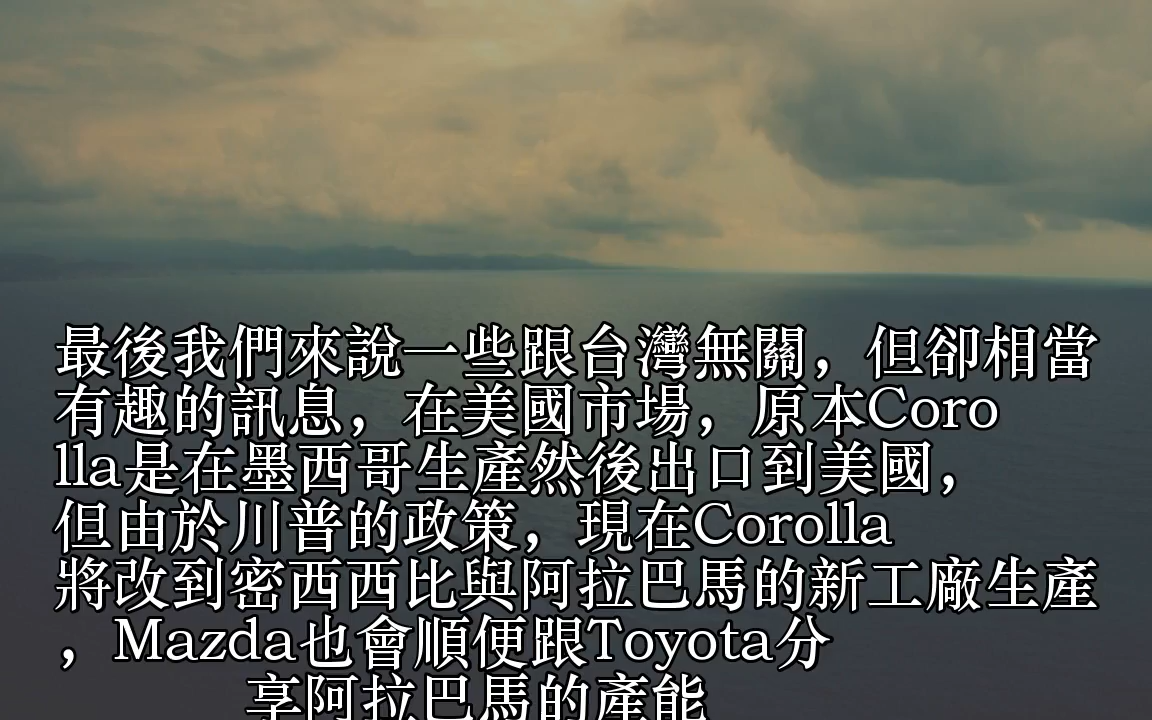 最後我們來說一些跟台灣無關，但卻相當
有趣的訊息，在美國市場，原本Coro
lla是在墨西哥生產然後出口到美國，
但由於川普的政策，現在Corolla
將改到密西西比與阿拉巴馬的新工廠生產
，Mazda也會順便跟Toyota分
享阿拉巴馬的產能